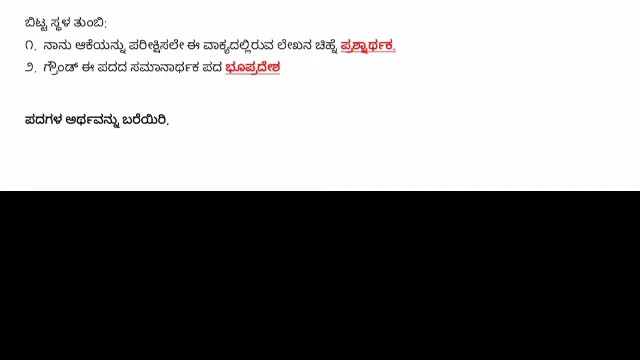 ಬಿಟ್ಟ ಸ್ಥಳ ತುಂಬಿ:
೧. ನಾನು ಆಕೆಯನ್ನು ಪರೀಕ್ಷಿಸಲೇ ಈ ವಾಕ್ಯದಲ್ಲಿರುವ ಲೇಖನ ಚಿಹ್ನೆ ಪ್ರಶ್ನಾರ್ಥಕ.
೨. ಗ್ರೌಂಡ್ ಈ ಪದದ ಸಮಾನಾರ್ಥಕ ಪದ ಭೂಪ್ರದೇಶ
ಪದಗಳ ಅರ್ಥವನ್ನು ಬರೆಯಿರಿ.